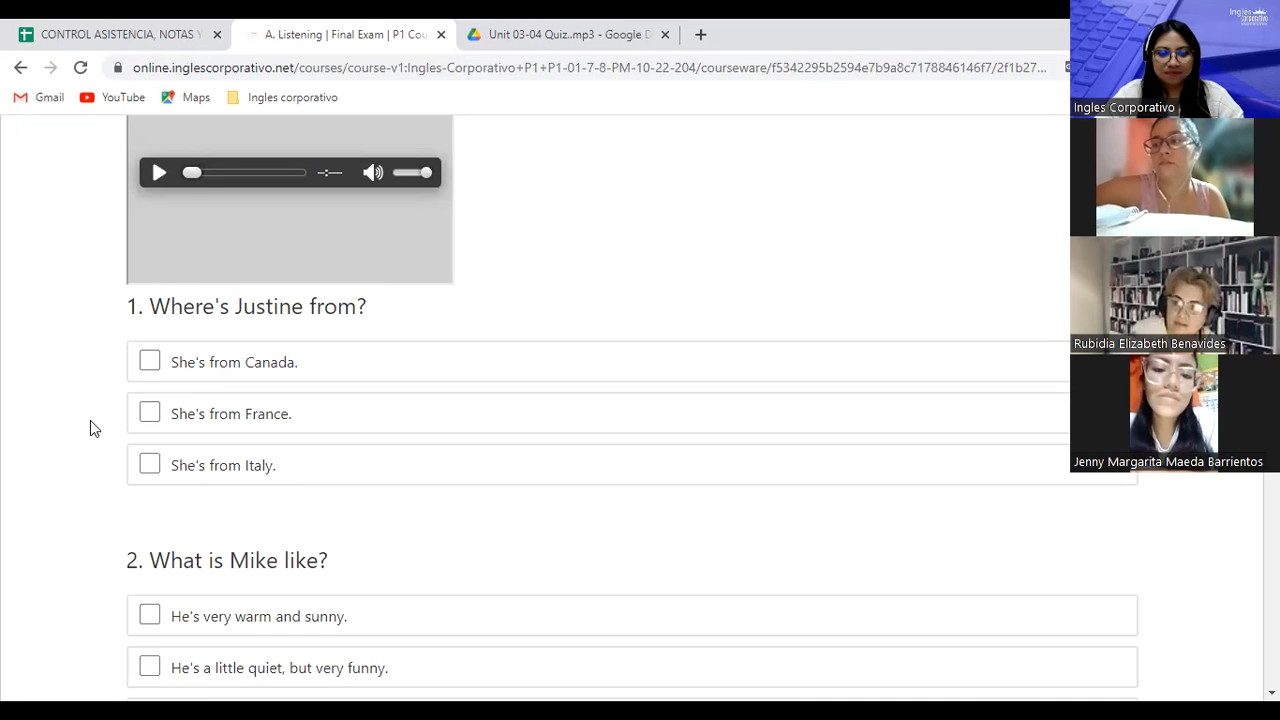 CONTROL ASISTENCIA, NOTAS Y
A. Listening | Final Exam | P1 Cou
Unit 03-04 Quiz..mp3 - Google D
online.inglescorporativo.net/courses/course-v1:Ingles-Corporativo+P1+P1-01-7-8-PM-10-22-204/courseware/f5342295b2594e7b9a8c7178846146f7/2f1b27...
Gmail
YouTube
Maps
Ingles corporativo
Ingles
CORPORATIVO
Ingles Corporativo
Rubidia Elizabeth Benavides
Jenny Margarita Maeda Barrientos
-:--
1. Where's Justine from?
She's from Canada.
She's from France.
She's from Italy.
2. What is Mike like?
He's very warm and sunny.
He's a little quiet, but very funny.